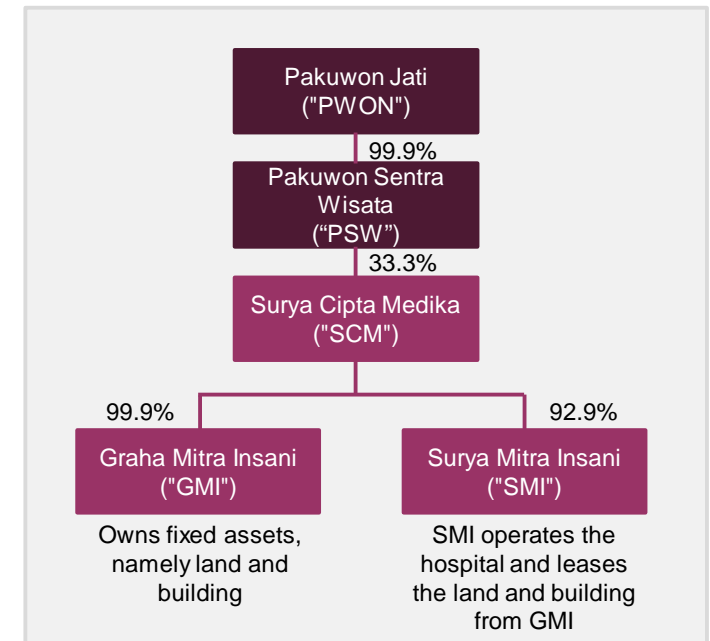 Pakuwon Jati
("PWON")
99.9%
Pakuwon Sentra
Wisata
(“PSW”)
33.3%
Surya Cipta Medika
("SCM")
99.9%
92.9%
Graha Mitra Insani
("GMI")
Surya Mitra Insani
("SMI")
Owns fixed assets,
namely land and
building
SMI operates the
hospital and leases
the land and building
from GMI